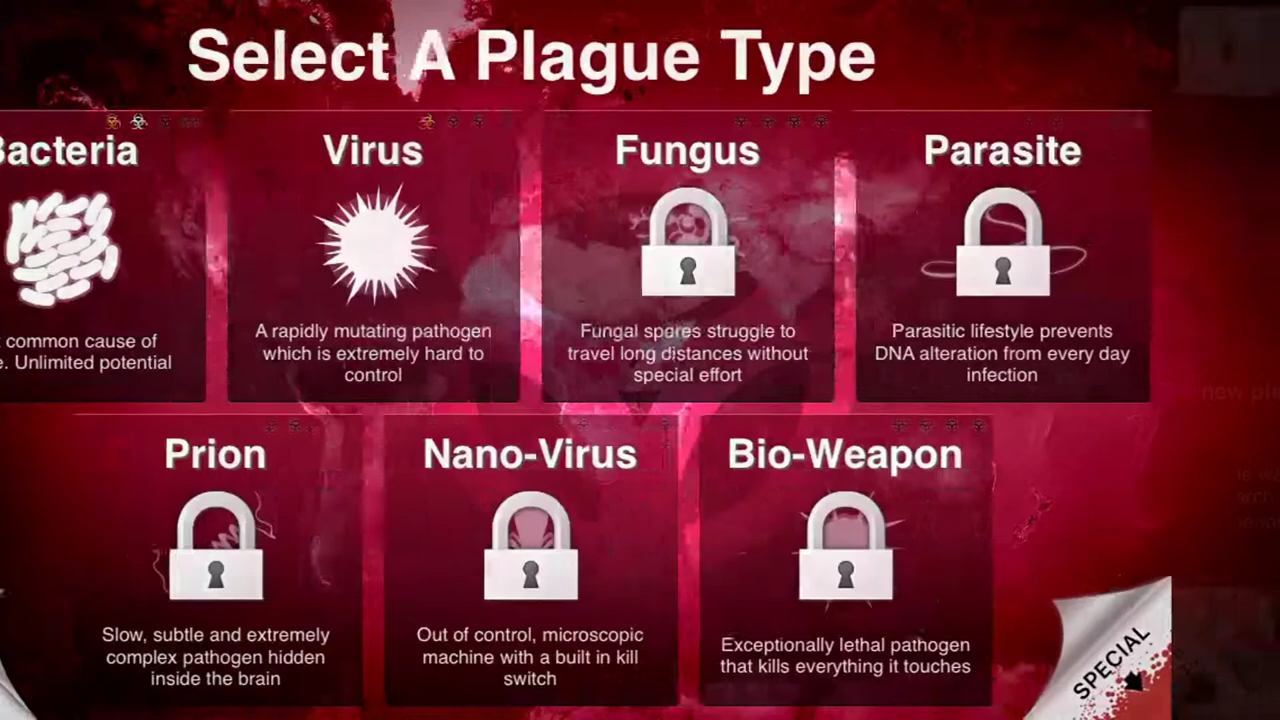 Select A Plague Type
Bacteria
Virus
Fungus
Parasite
common cause of
Unlimited potential
A rapidly mutating pathogen
which is extremely hard to
control
Fungal spores struggle to
travel long distances without
special effort
Parasitic lifestyle prevents
DNA alteration from every day
infection
Prion
Nano-Virus
Bio-Weapon
Slow, subtle and extremely
complex pathogen hidden
inside the brain
Out of control, microscopic
machine with a built in kill
switch
Exceptionally lethal pathogen
that kills everything it touches
SPECIAL
new